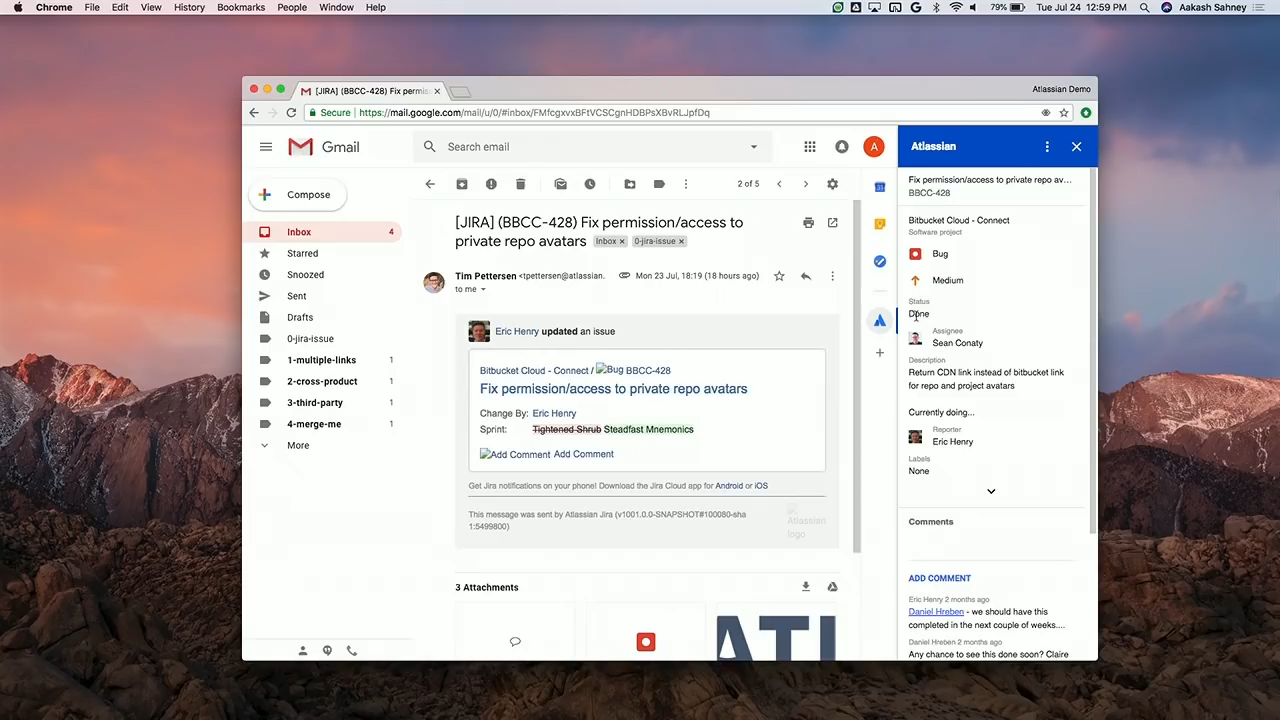 Chrome File Edit View History Bookmarks People Window Help
79% Tue Jul 24 12:59 PM Aakash Sahney
[JIRA] (BBCC-428) Fix permis
Atlassian Demo
Secure https://mail.google.com/mail/u/0/#inbox/FMfcgxvxBFtVCSCgnHDBPsXBvRLJpfDq
Gmail
Search email
A
Compose
Inbox 4
Starred
Snoozed
Sent
Drafts
0-jira-issue
1-multiple-links 1
2-cross-product 1
3-third-party 1
4-merge-me 1
More
2 of 5
[JIRA] (BBCC-428) Fix permission/access to
private repo avatars Inbox x 0-jira-issue x
Tim Pettersen <tpettersen@atlassian. Mon 23 Jul, 18:19 (18 hours ago)
to me
Eric Henry updated an issue
Bitbucket Cloud - Connect / Bug BBCC-428
Fix permission/access to private repo avatars
Change By: Eric Henry
Sprint: Tightened Shrub Steadfast Mnemonics
Add Comment Add Comment
Get Jira notifications on your phone! Download the Jira Cloud app for Android or iOS
This message was sent by Atlassian Jira (v1001.0.0-SNAPSHOT#100080-sha
1:5499800)
Atlassian
logo
3 Attachments
ATL
31
Atlassian
Fix permission/access to private repo av...
BBCC-428
Bitbucket Cloud - Connect
Software project
Bug
Medium
Status
Done
Assignee
Sean Conaty
Description
Return CDN link instead of bitbucket link
for repo and project avatars
Currently doing...
Reporter
Eric Henry
Labels
None
Comments
ADD COMMENT
Eric Henry 2 months ago
Daniel Hreben - we should have this
completed in the next couple of weeks....
Daniel Hreben 2 months ago
Any chance to see this done soon? Claire